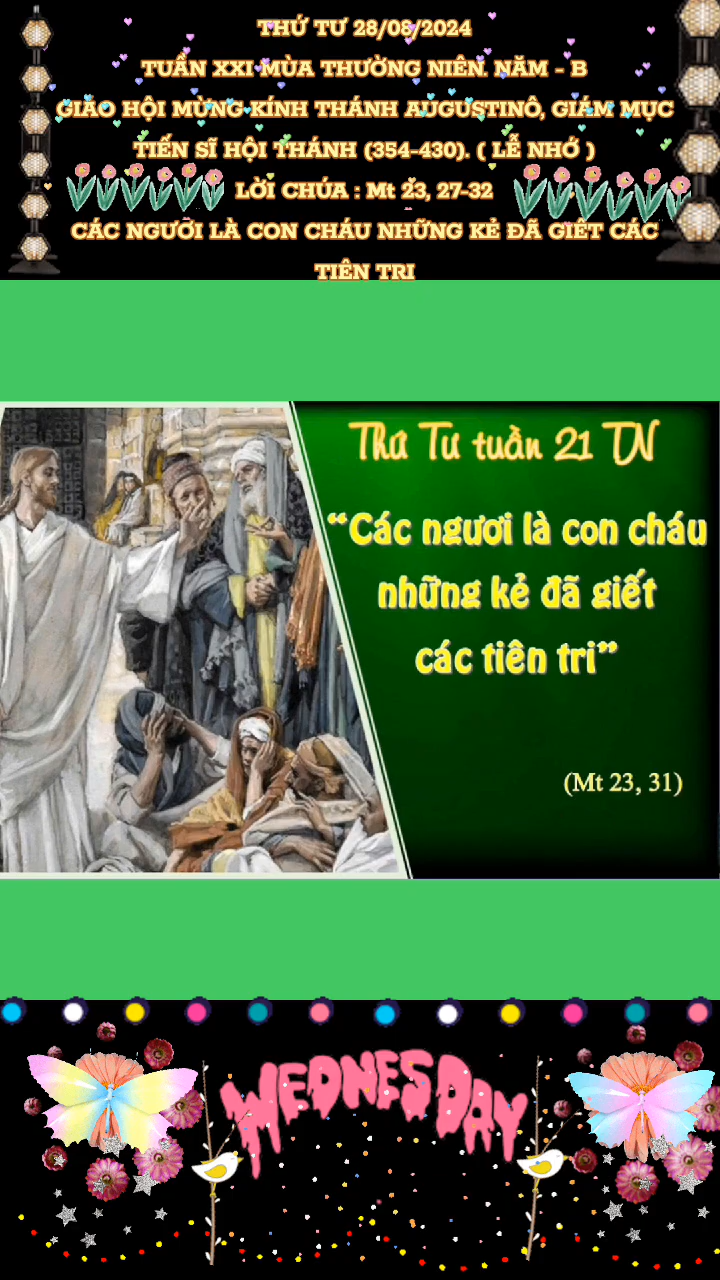 THỨ TƯ 28/08/2024
TUẦN XXI MÙA THƯỜNG NIÊN. NĂM - B
GIÁO HỘI MỪNG KÍNH THÁNH AUGUSTINÔ, GIÁM MỤC
TIẾN SĨ HỘI THÁNH (354-430). ( LỄ NHỚ )
LỜI CHÚA : Mt 23, 27-32
CÁC NGƯƠI LÀ CON CHÁU NHỮNG KẺ ĐÃ GIẾT CÁC
TIÊN TRI
Thứ Tư tuần 21 TN
“Các ngươi là con cháu
những kẻ đã giết
các tiên tri”
(Mt 23, 31)
WEDNESDAY